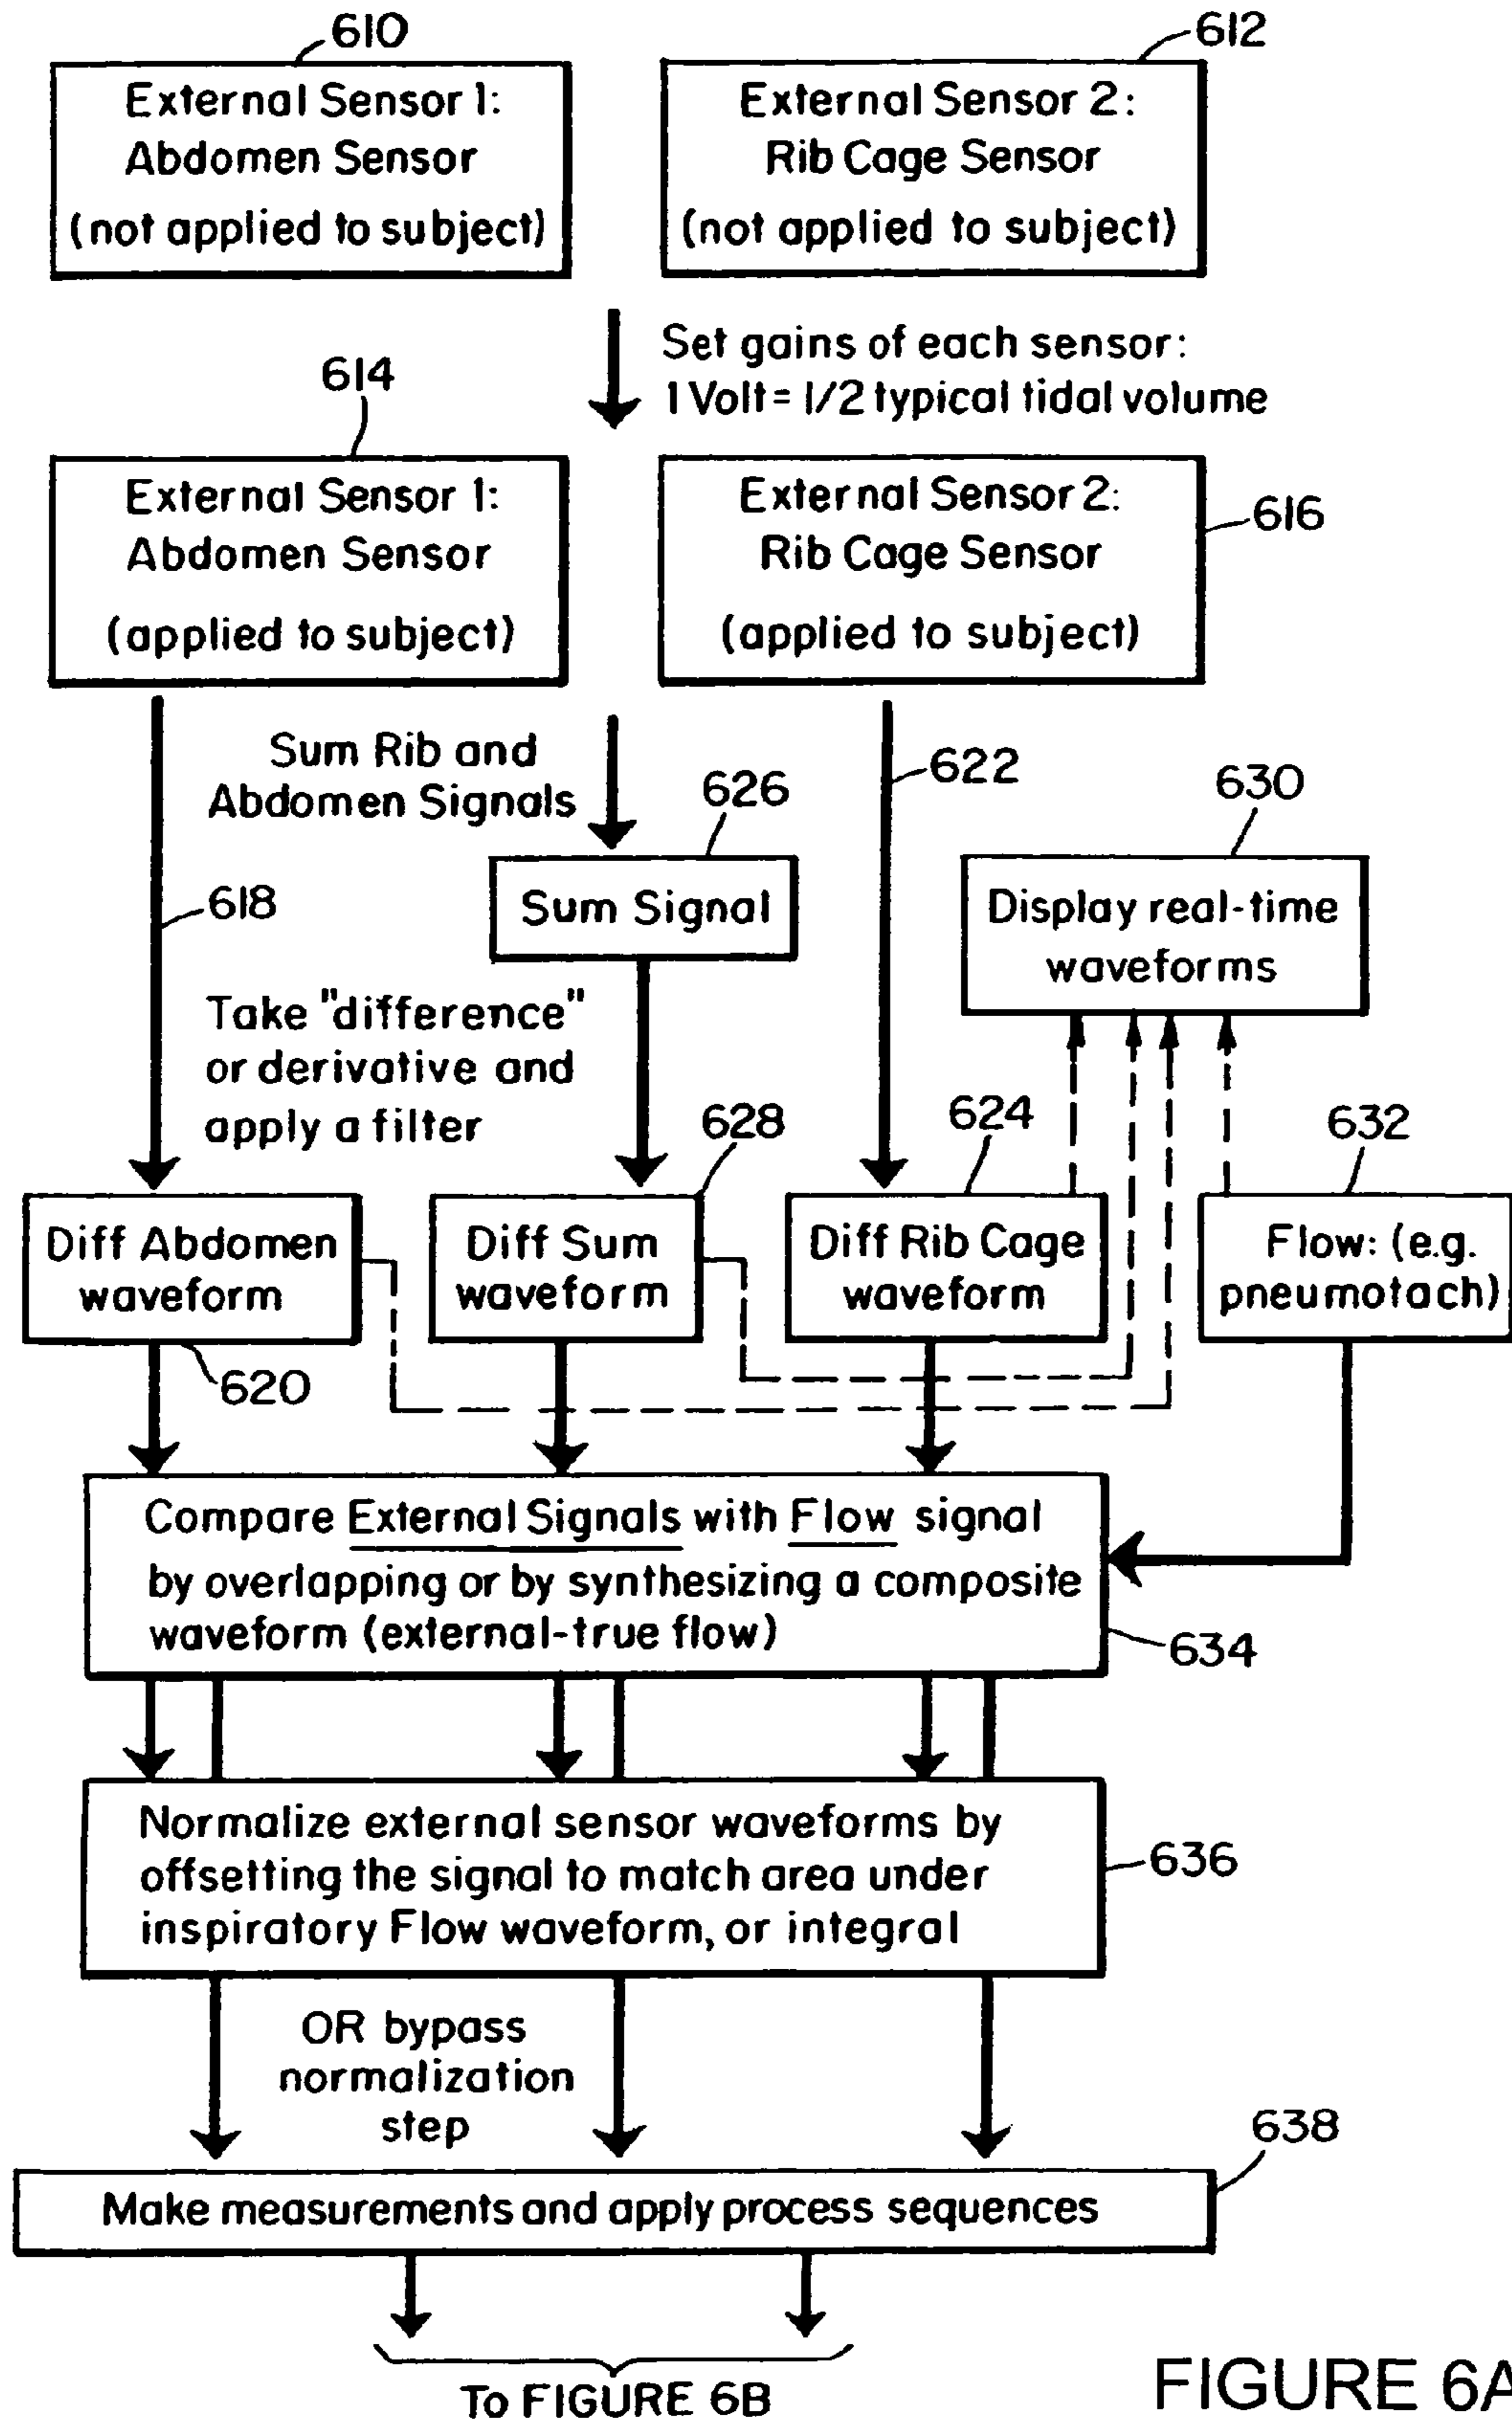 610
External Sensor 1:
Abdomen Sensor
(not applied to subject)
612
External Sensor 2:
Rib Cage Sensor
(not applied to subject)
Set gains of each sensor:
1 Volt= 1/2 typical tidal volume
614
External Sensor 1:
Abdomen Sensor
(applied to subject)
External Sensor 2:
Rib Cage Sensor
(applied to subject)
616
Sum Rib and
Abdomen Signals
626
622
630
618
Sum Signal
Display real-time
waveforms
Take "difference"
or derivative and
apply a filter
628
624
632
Diff Abdomen
waveform
Diff Sum
waveform
Diff Rib Cage
waveform
Flow: (e.g.
pneumotach)
620
Compare External Signals with Flow signal
by overlapping or by synthesizing a composite
waveform (external-true flow)
634
Normalize external sensor waveforms by
offsetting the signal to match area under
inspiratory Flow waveform, or integral
636
OR bypass
normalization
step
638
Make measurements and apply process sequences
To FIGURE 6B
FIGURE 6A